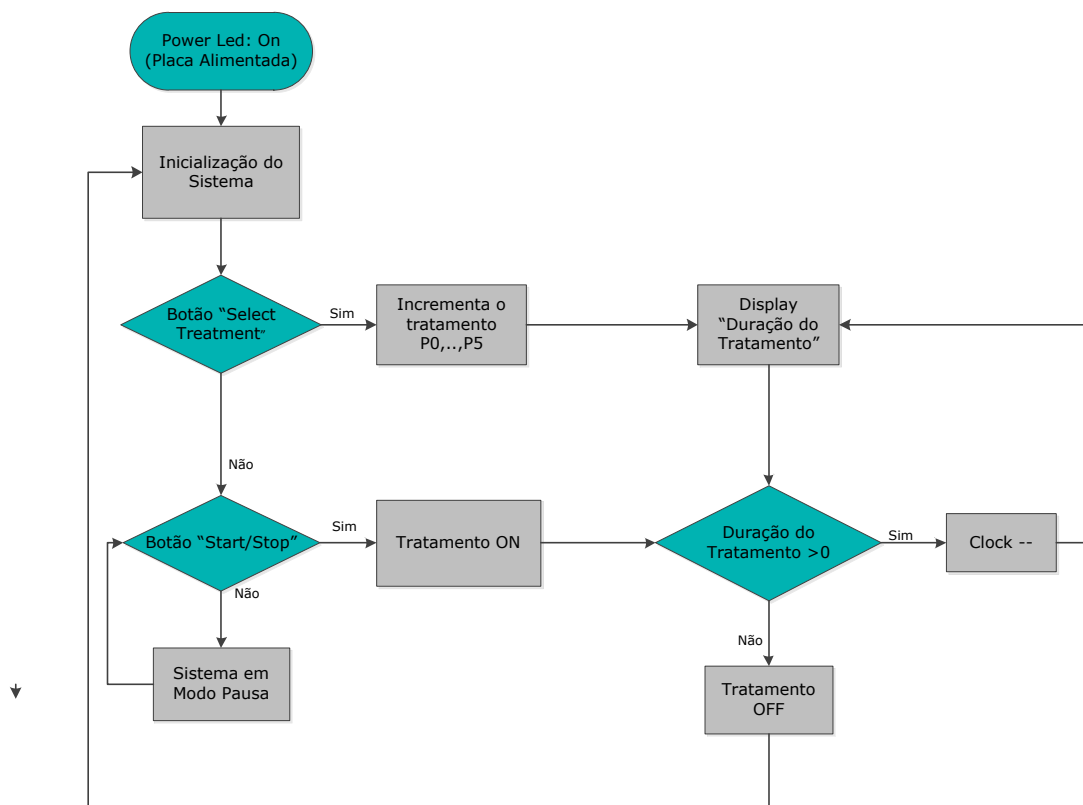 Power Led: On
(Placa Alimentada)
Inicialização do
Sistema
Botão “Select
Treatment”
Sim
Incrementa o
tratamento
P0,..,P5
Display
“Duração do
Tratamento”
Não
Botão “Start/Stop”
Sim
Tratamento ON
Duração do
Tratamento >0
Sim
Clock --
Não
Sistema em
Modo Pausa
Não
Tratamento
OFF